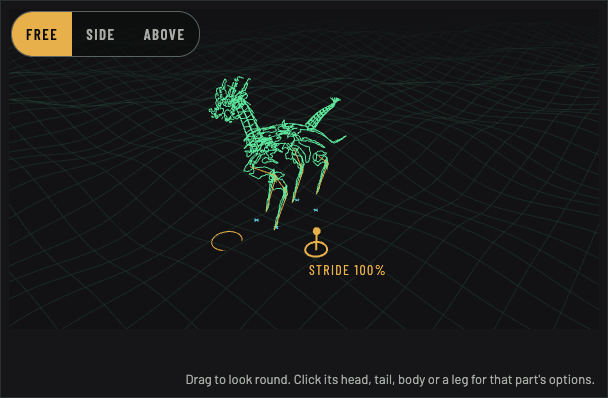 FREE SIDE ABOVE
STRIDE 100%
Drag to look round. Click its head, tail, body or a leg for that part's options.